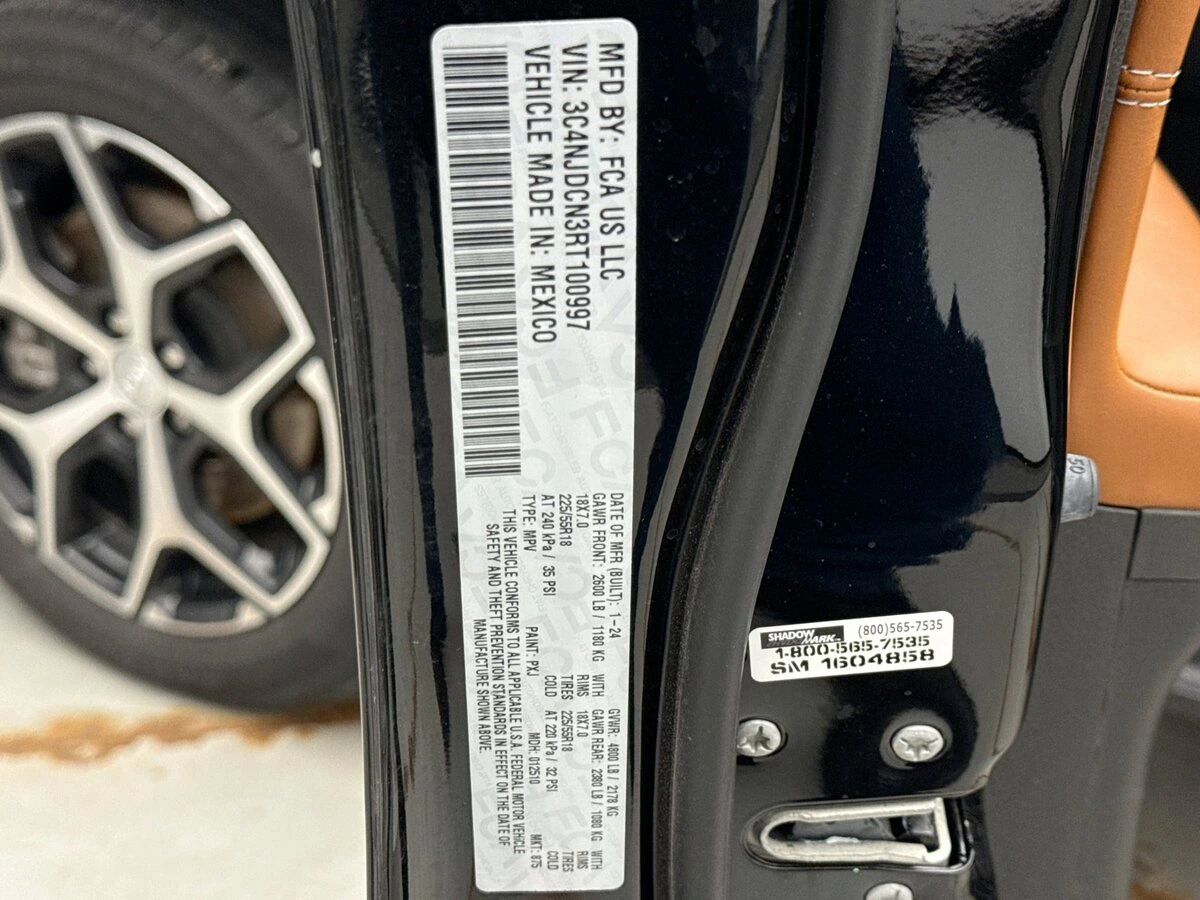 MFD BY: FCA US LLC
VIN: 3C4NJDCN3RT100997
VEHICLE MADE IN: MEXICO
DATE OF MFR (BUILT): 1-24 GVWR: 4800 LB / 2178 KG
GAWR FRONT: 2600 LB / 1180 KG WITH GAWR REAR: 2380 LB / 1080 KG WITH
18X7.0 RIMS 18X7.0 RIMS
225/55R18 TIRES 225/55R18 TIRES
AT 240 kPa / 35 PSI COLD AT 220 kPa / 32 PSI COLD
TYPE: MPV PAINT: PXJ MDH: 012510 MKT: 875
THIS VEHICLE CONFORMS TO ALL APPLICABLE U.S.A. FEDERAL MOTOR VEHICLE
SAFETY AND THEFT PREVENTION STANDARDS IN EFFECT ON THE DATE OF
MANUFACTURE SHOWN ABOVE.
50
SHADOW MARK™ (800)565-7535
1-800-565-7535
SM 1604858